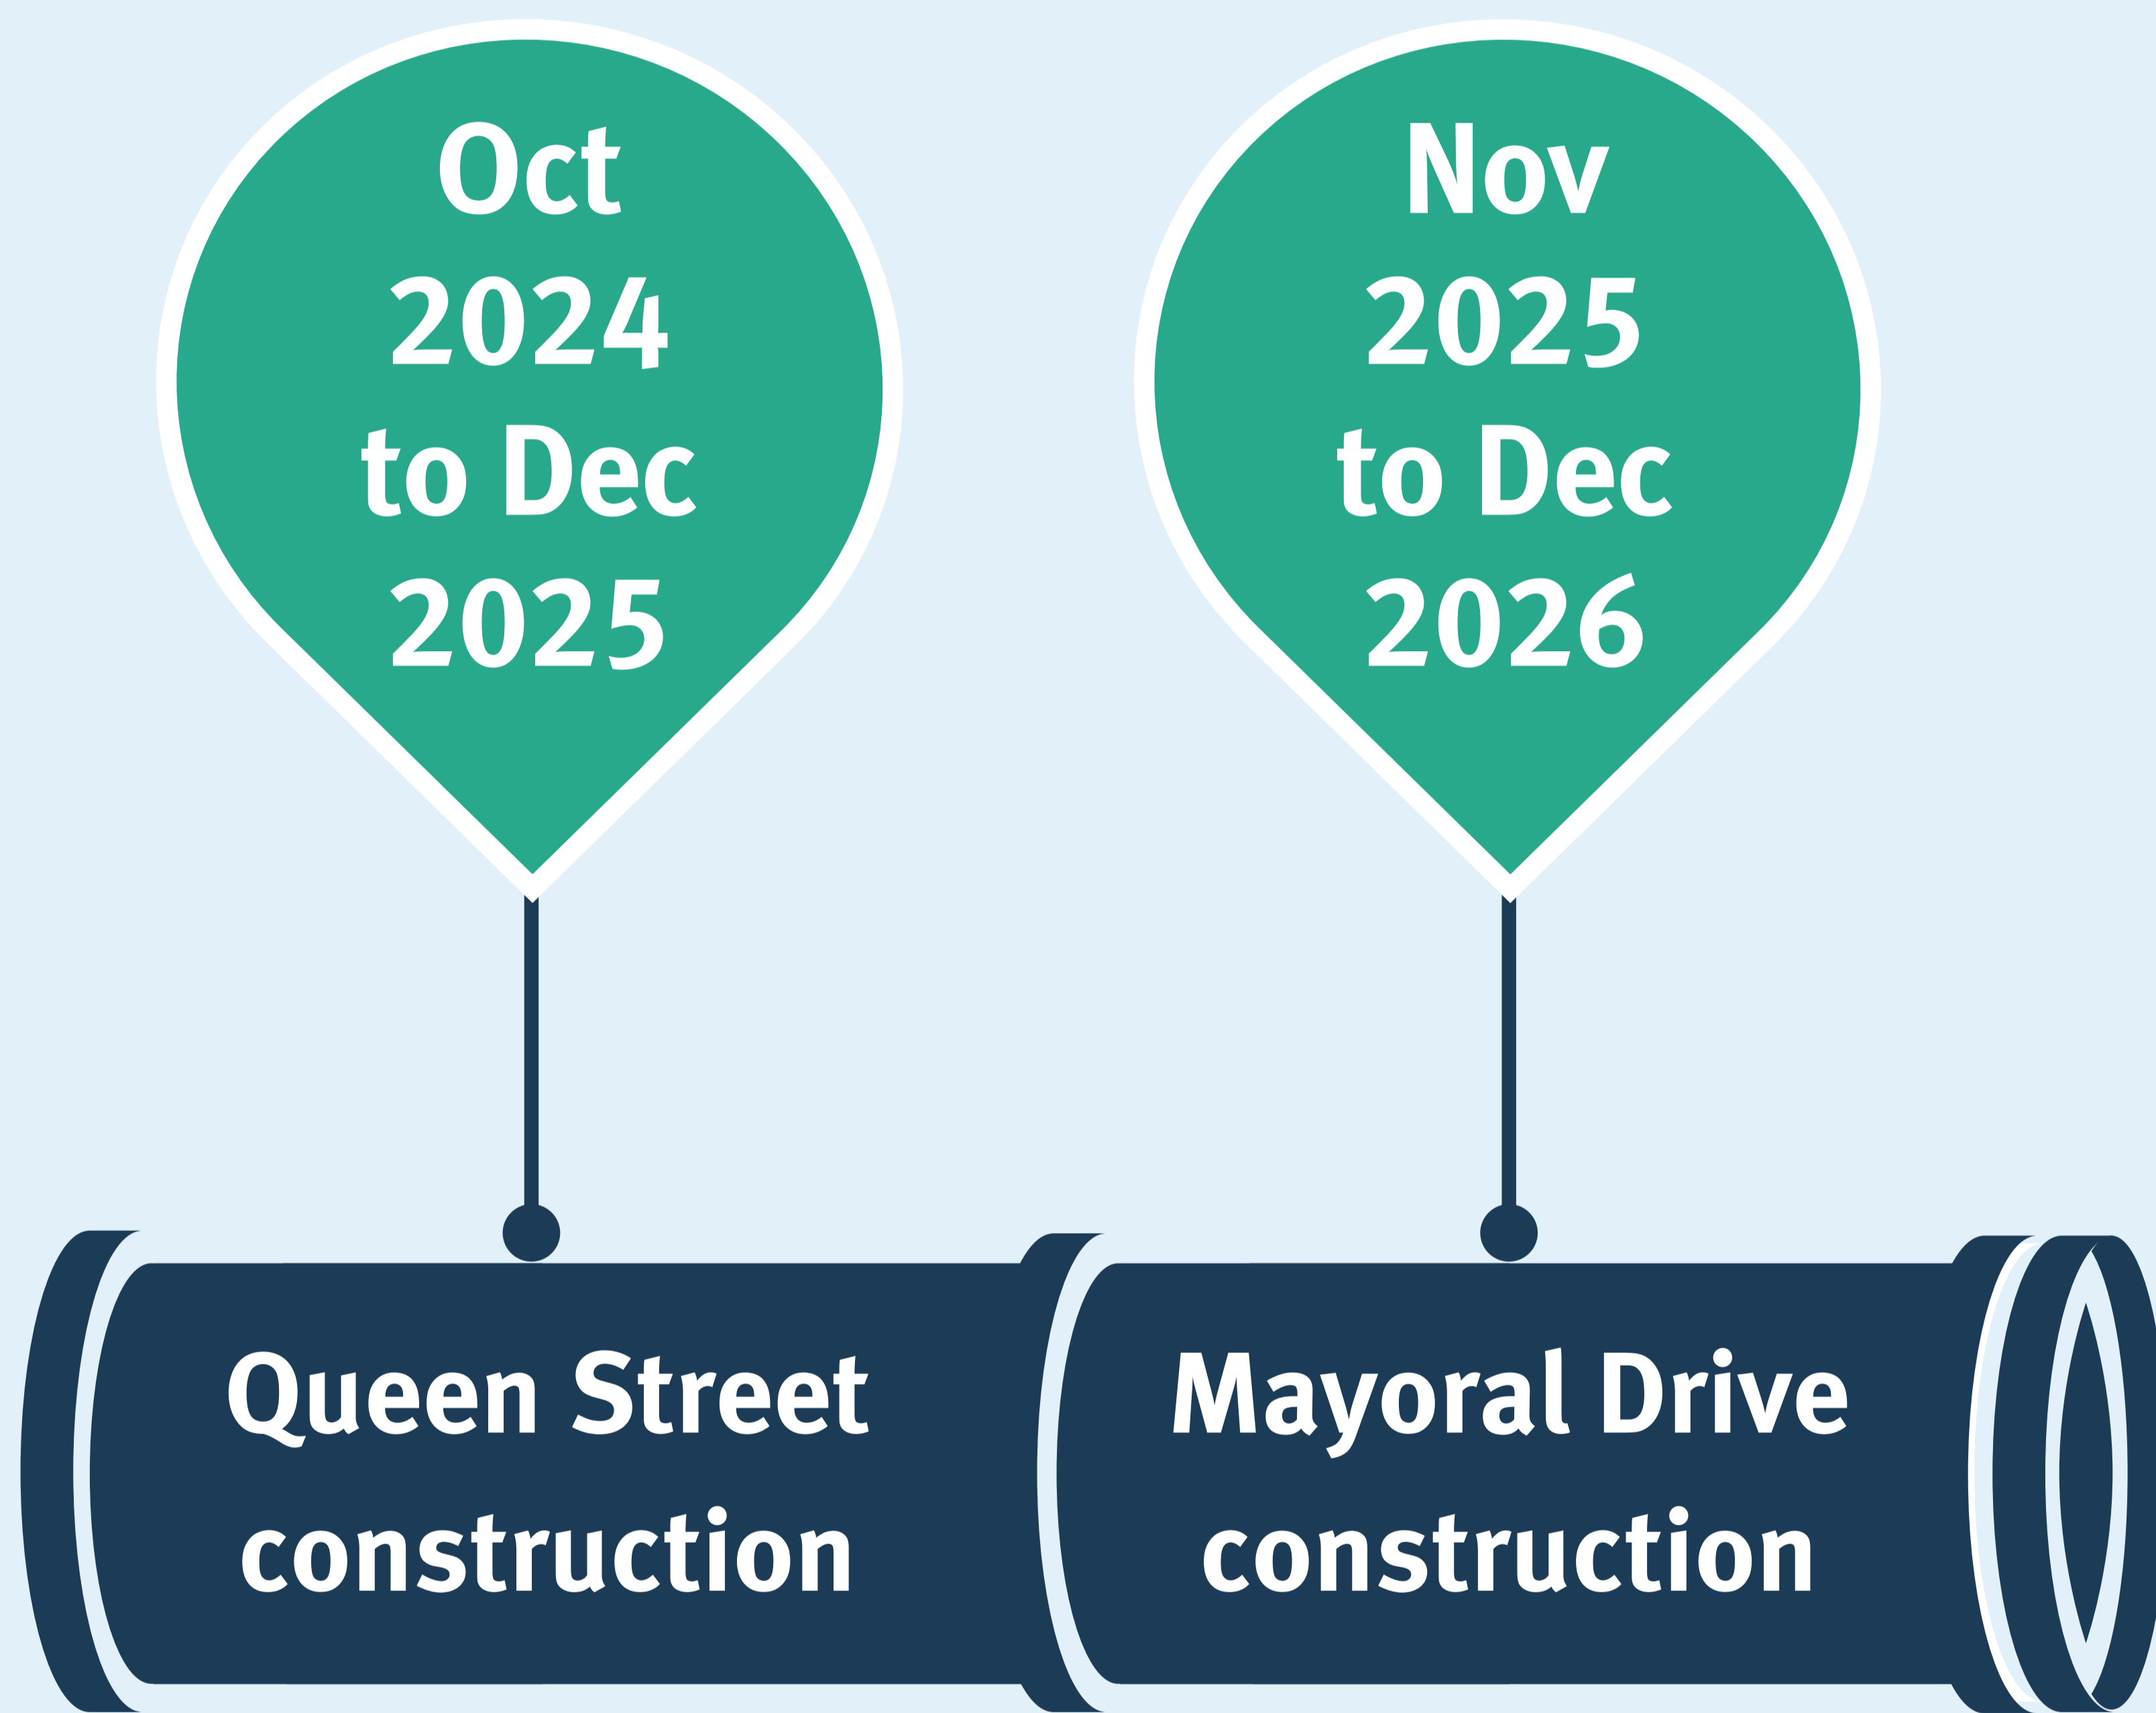 Oct
2024
to Dec
2025
Nov
2025
to Dec
2026
Queen Street
construction
Mayoral Drive
construction